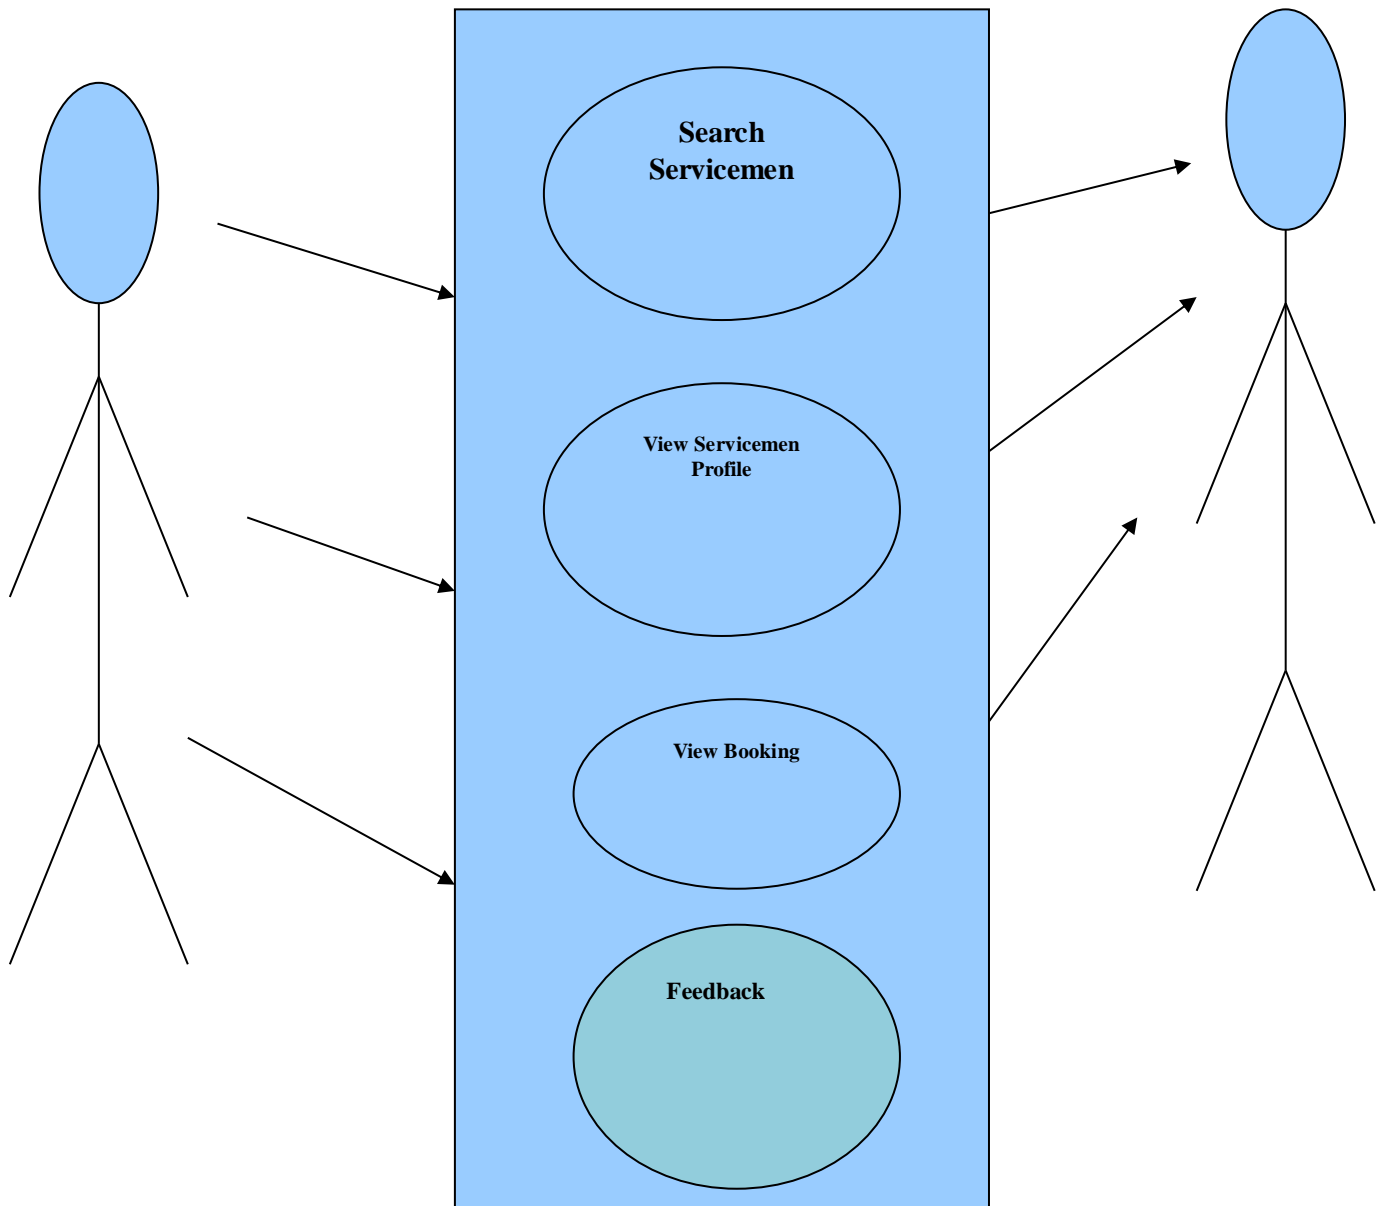 Search
Servicemen
View Servicemen
Profile
View Booking
Feedback